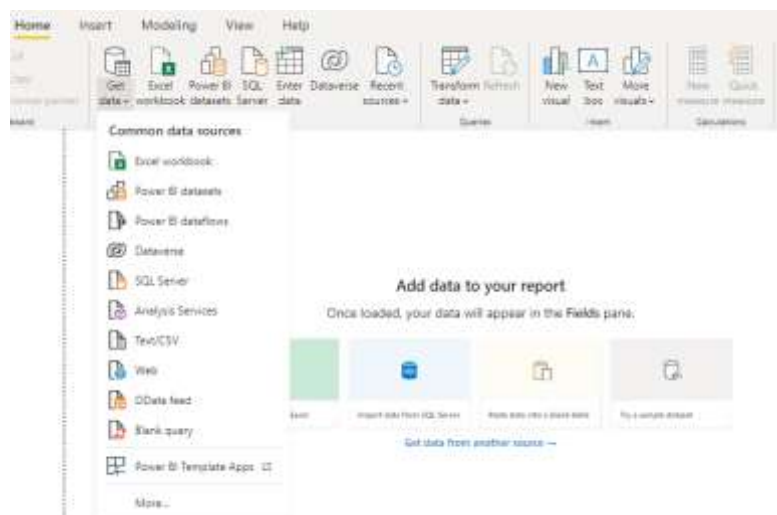 Home Insert Modeling View Help
Get data Excel workbook Power BI datasets SQL Server Enter data Dataverse Recent sources Transform data Refresh New visual Text box More visuals New measure Quick measure
Queries Insert Calculations
Common data sources
Excel workbook
Power BI datasets
Power BI dataflows
Dataverse
SQL Server
Analysis Services
Text/CSV
Web
OData feed
Blank query
Power BI Template Apps
More...
Add data to your report
Once loaded, your data will appear in the Fields pane.
Import data from SQL Server
Paste data into a blank table
Try a sample dataset
Get data from another source →